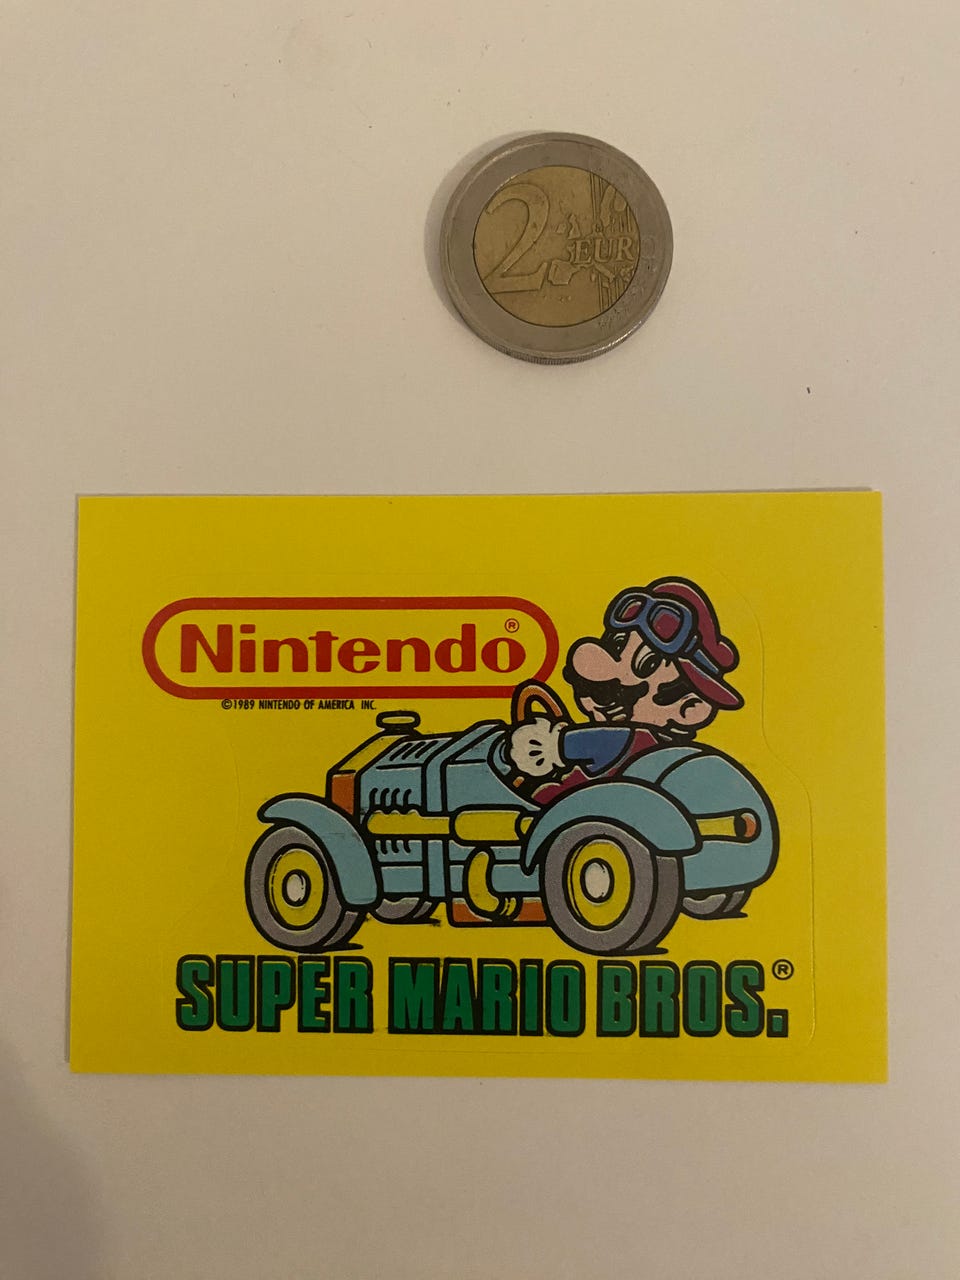 2 EURO
Nintendo®
©1989 NINTENDO OF AMERICA INC.
SUPER MARIO BROS.®